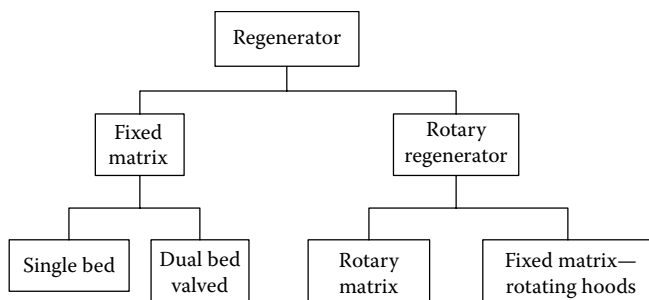 Regenerator
Fixed
matrix
Rotary
regenerator
Single bed
Dual bed
valved
Rotary
matrix
Fixed matrix—
rotating hoods